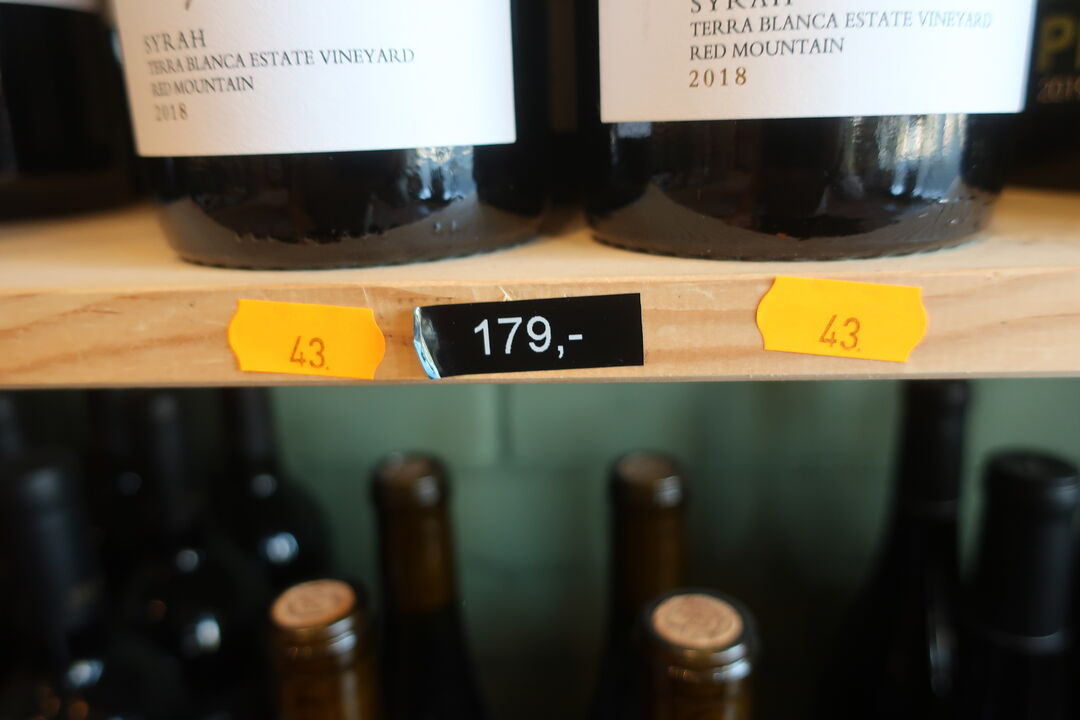 SYRAH
TERRA BLANCA ESTATE VINEYARD
RED MOUNTAIN
2018
SYRAH
TERRA BLANCA ESTATE VINEYARD
RED MOUNTAIN
2018
43.
179,-
43.